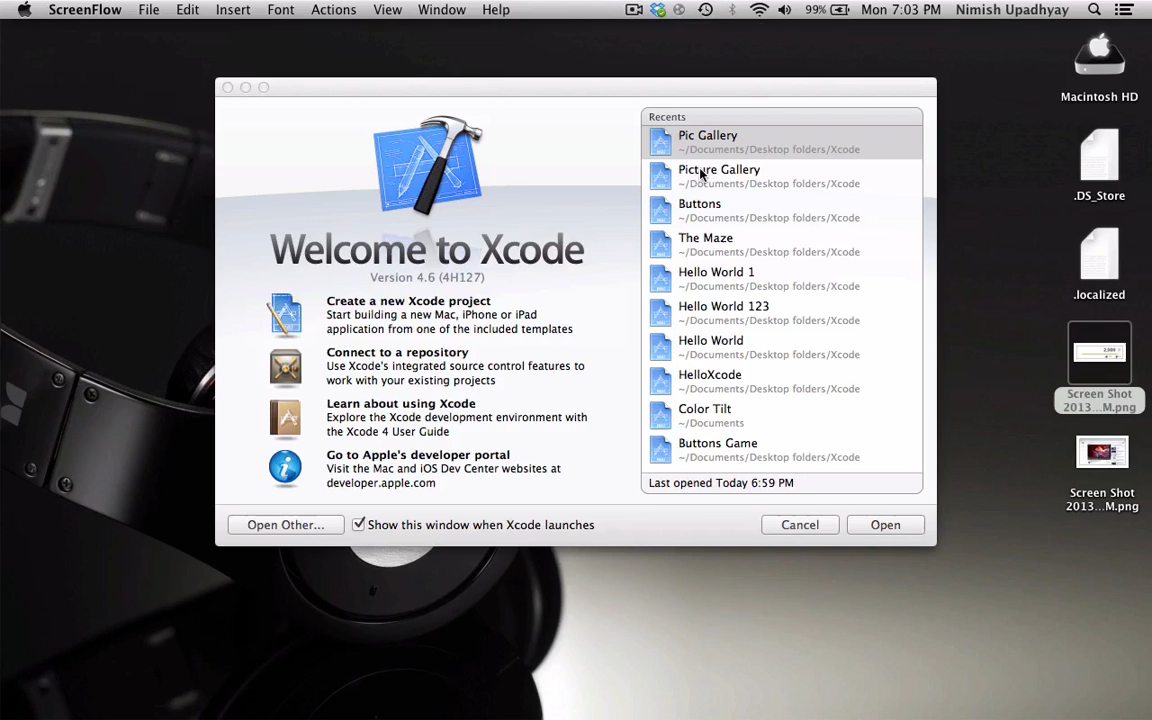 ScreenFlow File Edit Insert Font Actions View Window Help 99% Mon 7:03 PM Nimish Upadhyay
Macintosh HD
.DS_Store
.localized
Screen Shot
2013...M.png
Screen Shot
2013...M.png
Welcome to Xcode
Version 4.6 (4H127)
Create a new Xcode project
Start building a new Mac, iPhone or iPad
application from one of the included templates
Connect to a repository
Use Xcode's integrated source control features to
work with your existing projects
Learn about using Xcode
Explore the Xcode development environment with
the Xcode 4 User Guide
Go to Apple's developer portal
Visit the Mac and iOS Dev Center websites at
developer.apple.com
Recents
Pic Gallery
~/Documents/Desktop folders/Xcode
Picture Gallery
~/Documents/Desktop folders/Xcode
Buttons
~/Documents/Desktop folders/Xcode
The Maze
~/Documents/Desktop folders/Xcode
Hello World 1
~/Documents/Desktop folders/Xcode
Hello World 123
~/Documents/Desktop folders/Xcode
Hello World
~/Documents/Desktop folders/Xcode
HelloXcode
~/Documents/Desktop folders/Xcode
Color Tilt
~/Documents
Buttons Game
~/Documents/Desktop folders/Xcode
Last opened Today 6:59 PM
Open Other... Show this window when Xcode launches Cancel Open